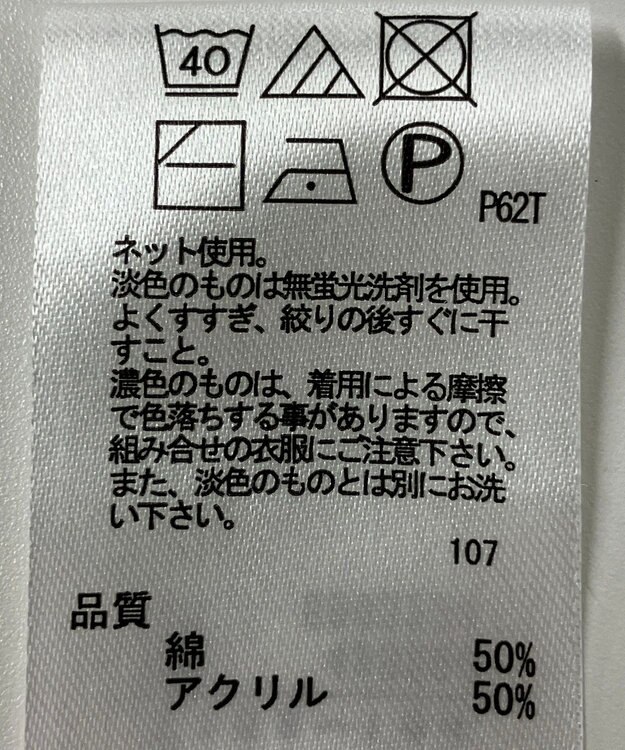 40
P
P62T
ネット使用。
淡色のものは無蛍光洗剤を使用。
よくすすぎ、絞りの後すぐに干
すこと。
濃色のものは、着用による摩擦
で色落ちする事がありますので、
組み合せの衣服にご注意下さい。
また、淡色のものとは別にお洗
い下さい。
107
品質
綿 50%
アクリル 50%